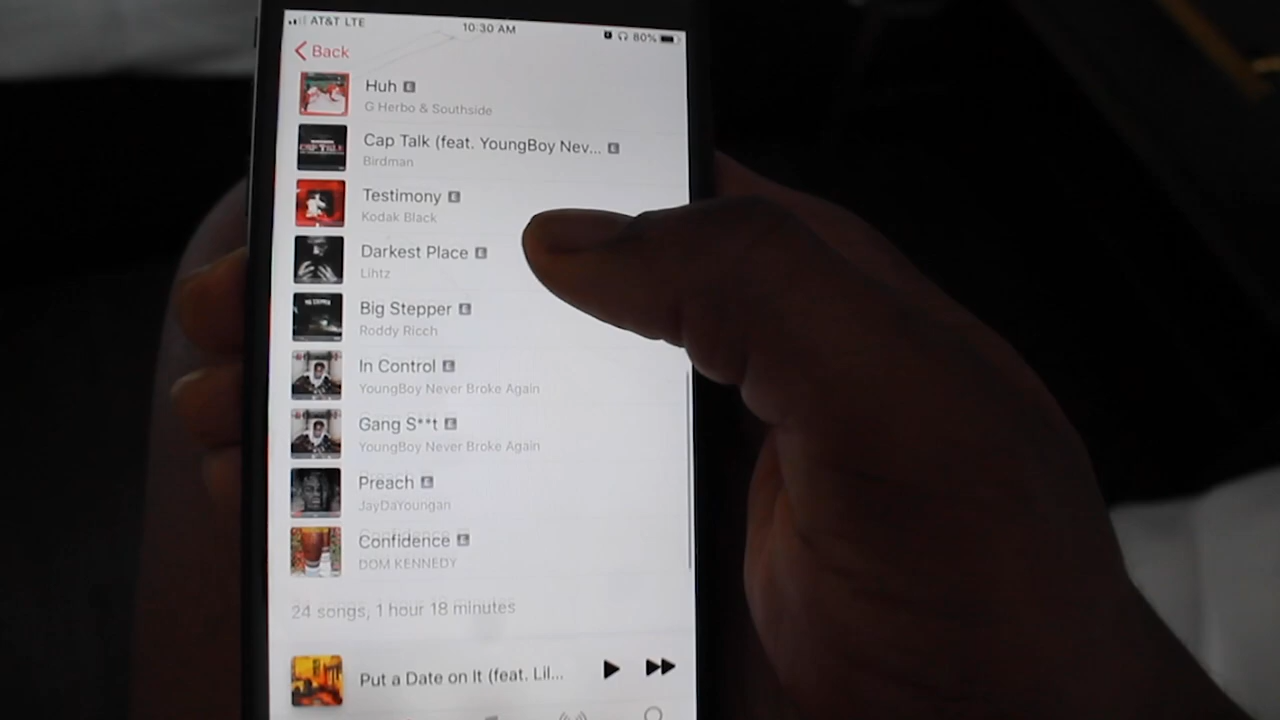 AT&T LTE 10:30 AM 80%
Back
Huh E
G Herbo & Southside
Cap Talk (feat. YoungBoy Nev... E
Birdman
CAP TALK
Testimony E
Kodak Black
Darkest Place E
Lihtz
Big Stepper E
Roddy Ricch
In Control E
YoungBoy Never Broke Again
Gang S**t E
YoungBoy Never Broke Again
Preach E
JayDaYoungan
Confidence E
DOM KENNEDY
24 songs, 1 hour 18 minutes
Put a Date on It (feat. Lil...